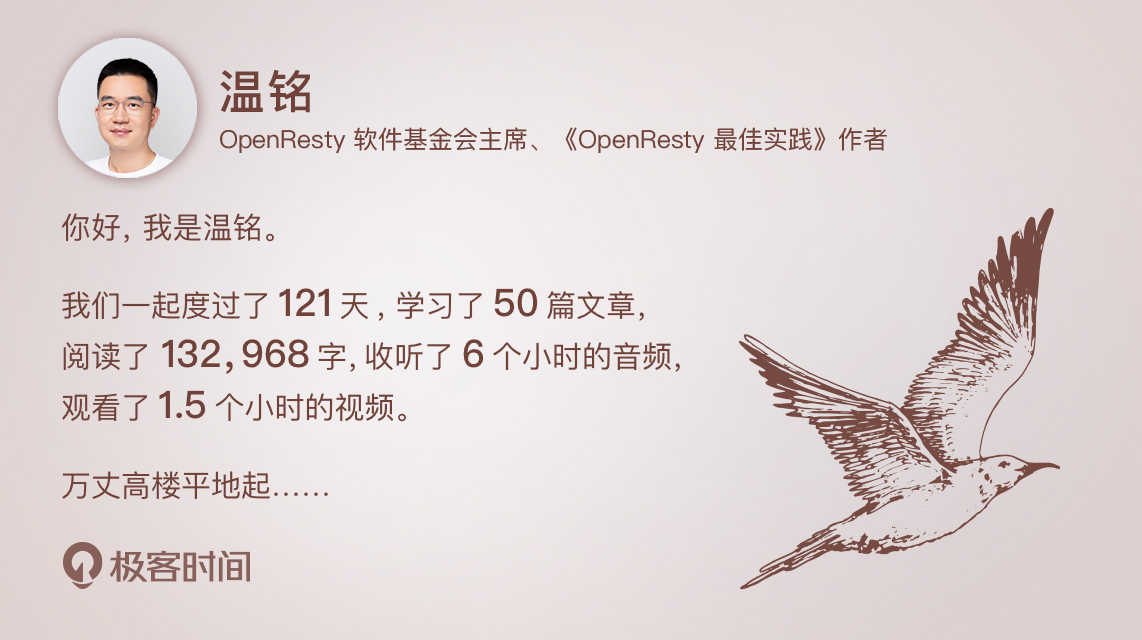 温铭
OpenResty 软件基金会主席、《OpenResty 最佳实践》作者
你好，我是温铭。
我们一起度过了 121 天，学习了 50 篇文章，
阅读了 132,968 字，收听了 6 个小时的音频，
观看了 1.5 个小时的视频。
万丈高楼平地起……
极客时间